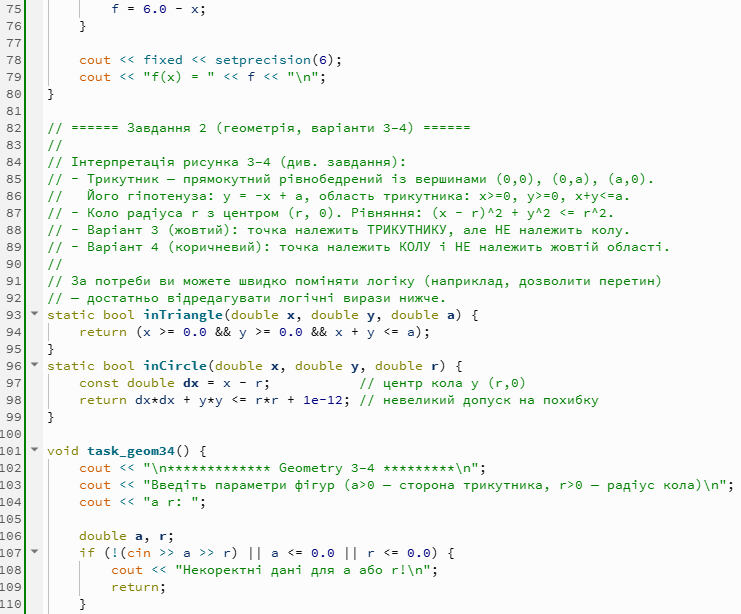 75         f = 6.0 - x;
76     }
77
78     cout << fixed << setprecision(6);
79     cout << "f(x) = " << f << "\n";
80 }
81
82 // ====== Завдання 2 (геометрія, варіанти 3–4) ======
83 //
84 // Інтерпретація рисунка 3–4 (див. завдання):
85 // - Трикутник — прямокутний рівнобедрений із вершинами (0,0), (0,a), (a,0).
86 //   Його гіпотенуза: y = -x + a, область трикутника: x>=0, y>=0, x+y<=a.
87 // - Коло радіуса r з центром (r, 0). Рівняння: (x - r)^2 + y^2 <= r^2.
88 // - Варіант 3 (жовтий): точка належить ТРИКУТНИКУ, але НЕ належить колу.
89 // - Варіант 4 (коричневий): точка належить КОЛУ і НЕ належить жовтій області.
90 //
91 // За потреби ви можете швидко поміняти логіку (наприклад, дозволити перетин)
92 // — достатньо відредагувати логічні вирази нижче.
93 static bool inTriangle(double x, double y, double a) {
94     return (x >= 0.0 && y >= 0.0 && x + y <= a);
95 }
96 static bool inCircle(double x, double y, double r) {
97     const double dx = x - r;           // центр кола у (r,0)
98     return dx*dx + y*y <= r*r + 1e-12; // невеликий допуск на похибку
99 }
100
101 void task_geom34() {
102     cout << "\n************* Geometry 3–4 *********\n";
103     cout << "Введіть параметри фігур (a>0 — сторона трикутника, r>0 — радіус кола)\n";
104     cout << "a r: ";
105
106     double a, r;
107     if (!(cin >> a >> r) || a <= 0.0 || r <= 0.0) {
108         cout << "Некоректні дані для a або r!\n";
109         return;
110     }